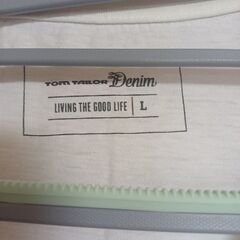 TOM TAILOR Denim
LIVING THE GOOD LIFE | L